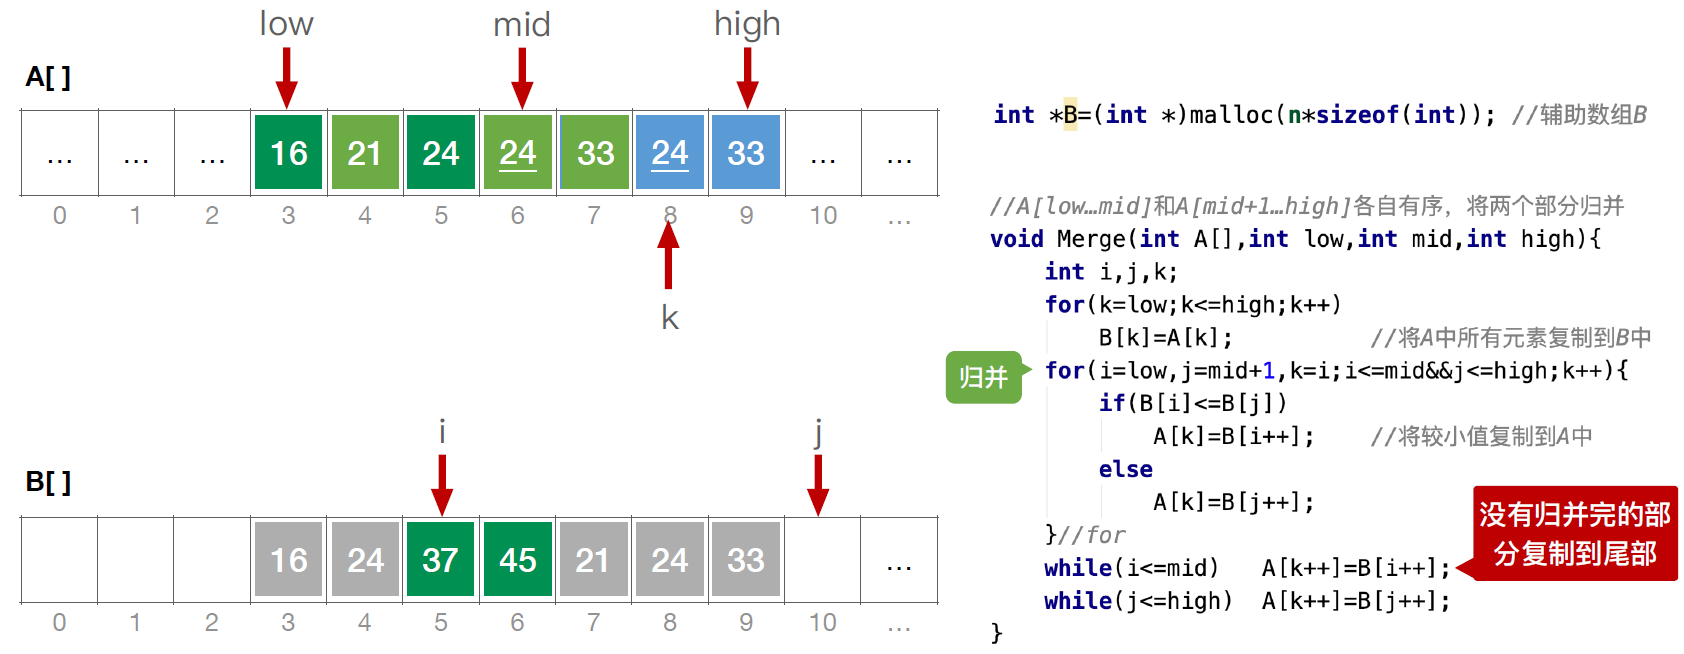 low mid high
A[ ]
... ... ... 16 21 24 24 33 24 33 ... ...
0 1 2 3 4 5 6 7 8 9 10 ...
k
i j
B[ ]
16 24 37 45 21 24 33 ...
0 1 2 3 4 5 6 7 8 9 10 ...
int *B=(int *)malloc(n*sizeof(int)); //辅助数组B
//A[low…mid]和A[mid+1…high]各自有序，将两个部分归并
void Merge(int A[],int low,int mid,int high){
int i,j,k;
for(k=low;k<=high;k++)
B[k]=A[k]; //将A中所有元素复制到B中
归并
for(i=low,j=mid+1,k=i;i<=mid&&j<=high;k++){
if(B[i]<=B[j])
A[k]=B[i++]; //将较小值复制到A中
else
A[k]=B[j++];
}//for
while(i<=mid) A[k++]=B[i++];
while(j<=high) A[k++]=B[j++];
}
没有归并完的部
分复制到尾部